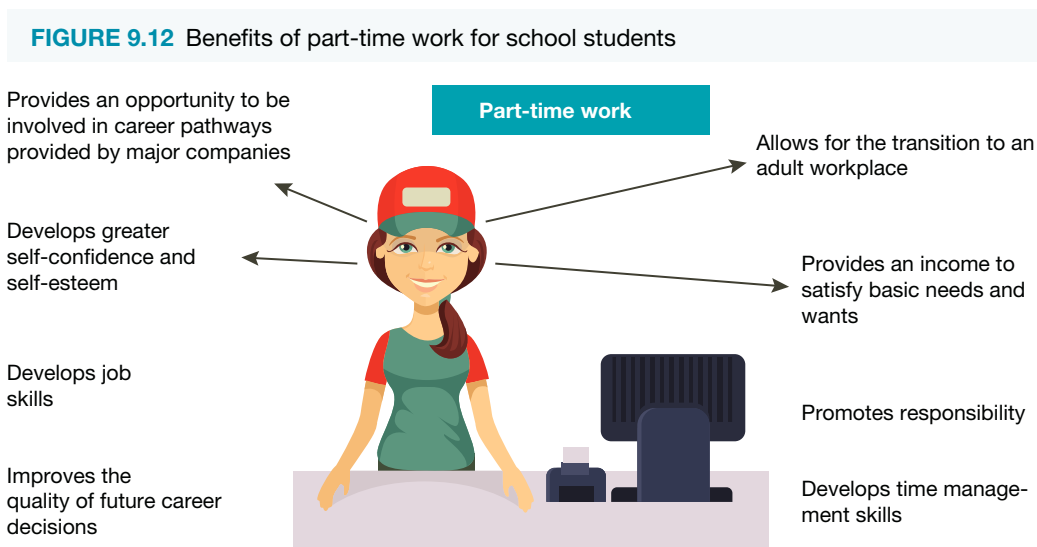 FIGURE 9.12 Benefits of part-time work for school students
Part-time work
Provides an opportunity to be
involved in career pathways
provided by major companies
Develops greater
self-confidence and
self-esteem
Develops job
skills
Improves the
quality of future career
decisions
Allows for the transition to an
adult workplace
Provides an income to
satisfy basic needs and
wants
Promotes responsibility
Develops time manage-
ment skills